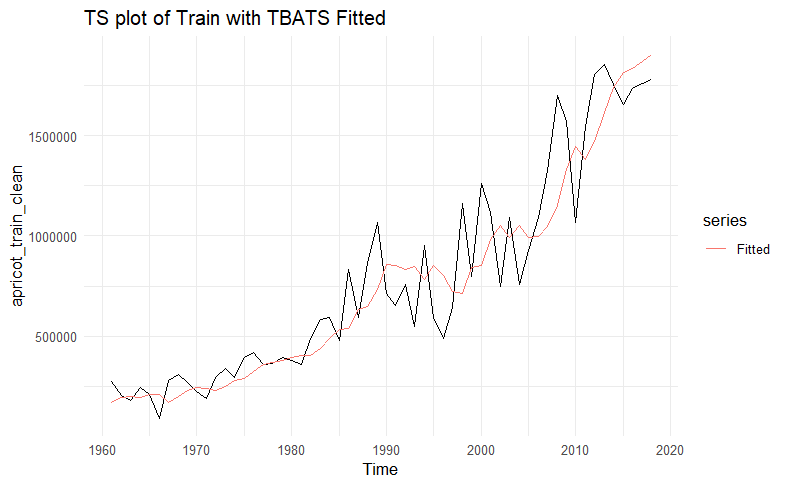 TS plot of Train with TBATS Fitted
apricot_train_clean
1500000
1000000
500000
1960 1970 1980 1990 2000 2010 2020
Time
series
Fitted